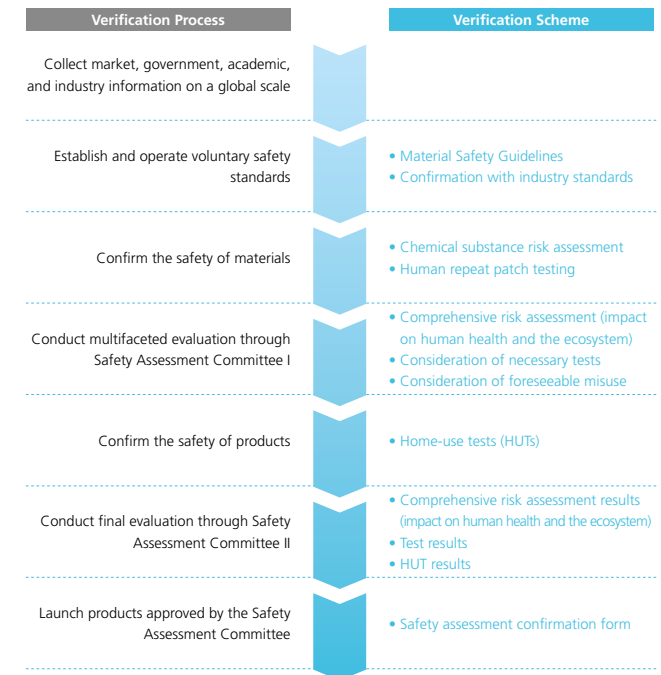 Verification Process
Verification Scheme
Collect market, government, academic,
and industry information on a global scale
Establish and operate voluntary safety
standards
• Material Safety Guidelines
• Confirmation with industry standards
Confirm the safety of materials
• Chemical substance risk assessment
• Human repeat patch testing
Conduct multifaceted evaluation through
Safety Assessment Committee I
• Comprehensive risk assessment (impact
on human health and the ecosystem)
• Consideration of necessary tests
• Consideration of foreseeable misuse
Confirm the safety of products
• Home-use tests (HUTs)
Conduct final evaluation through Safety
Assessment Committee II
• Comprehensive risk assessment results
(impact on human health and the ecosystem)
• Test results
• HUT results
Launch products approved by the Safety
Assessment Committee
• Safety assessment confirmation form